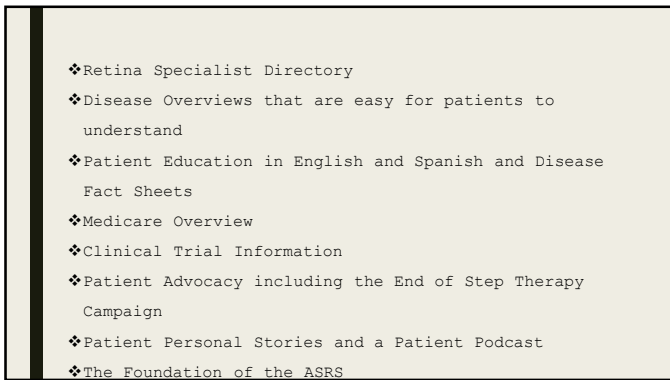 ❖Retina Specialist Directory
❖Disease Overviews that are easy for patients to
understand
❖Patient Education in English and Spanish and Disease
Fact Sheets
❖Medicare Overview
❖Clinical Trial Information
❖Patient Advocacy including the End of Step Therapy
Campaign
❖Patient Personal Stories and a Patient Podcast
❖The Foundation of the ASRS